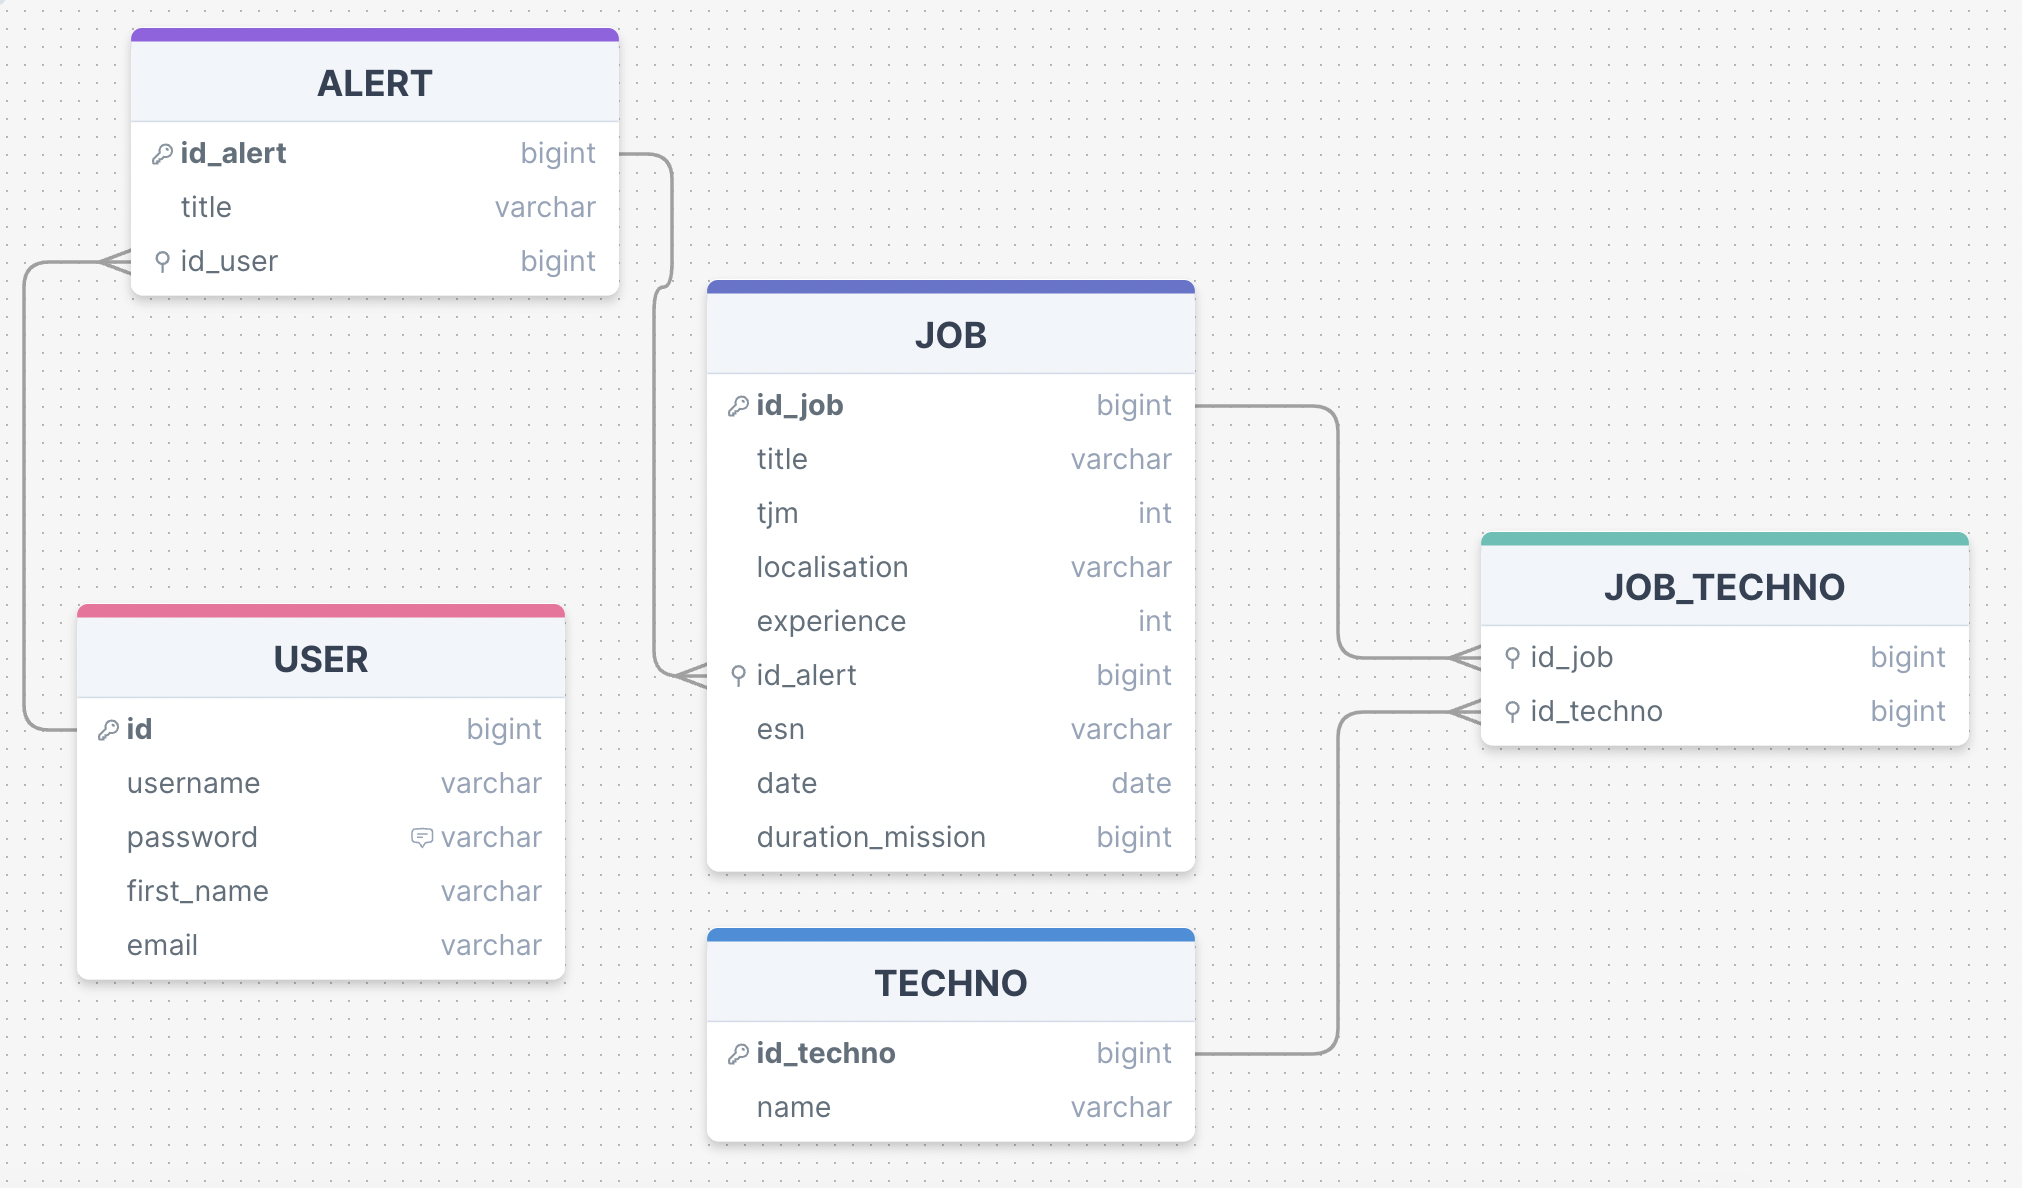 ALERT
id_alert bigint
title varchar
id_user bigint
JOB
id_job bigint
title varchar
tjm int
localisation varchar
experience int
id_alert bigint
esn varchar
date date
duration_mission bigint
JOB_TECHNO
id_job bigint
id_techno bigint
USER
id bigint
username varchar
password varchar
first_name varchar
email varchar
TECHNO
id_techno bigint
name varchar